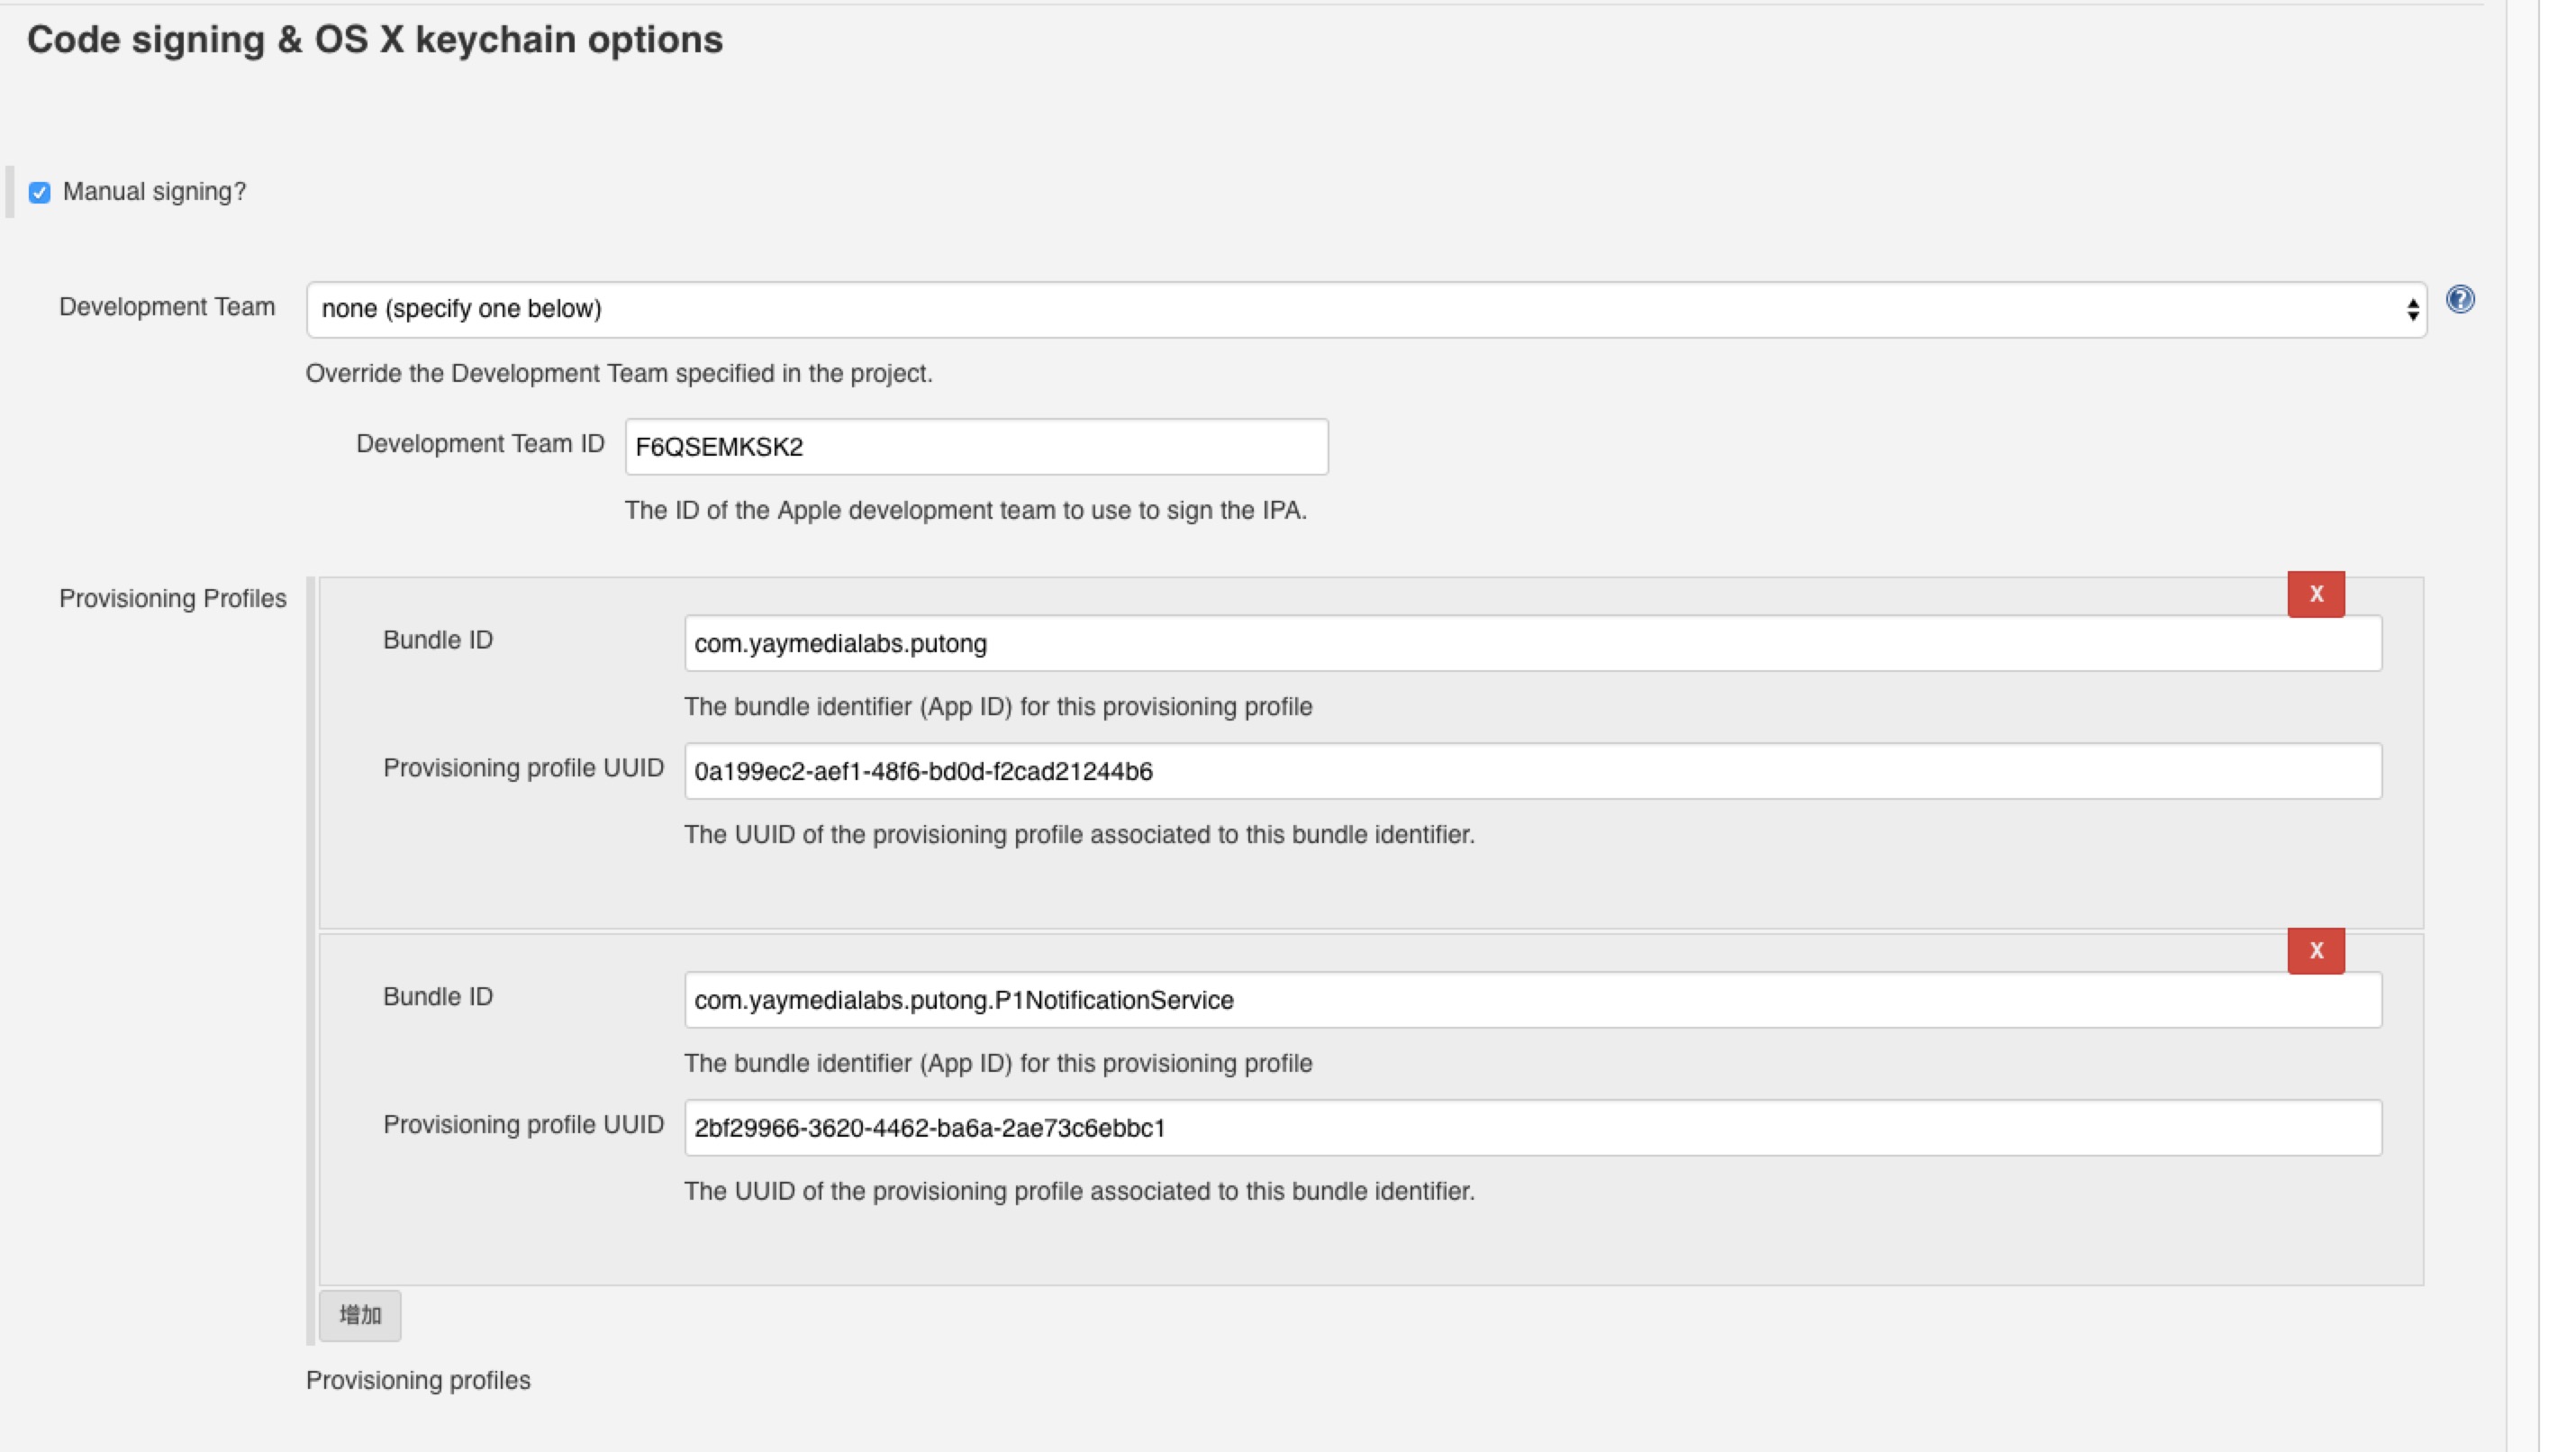 Code signing & OS X keychain options
Manual signing?
Development Team
none (specify one below)
Override the Development Team specified in the project.
Development Team ID
F6QSEMKSK2
The ID of the Apple development team to use to sign the IPA.
Provisioning Profiles
X
Bundle ID
com.yaymedialabs.putong
The bundle identifier (App ID) for this provisioning profile
Provisioning profile UUID
0a199ec2-aef1-48f6-bd0d-f2cad21244b6
The UUID of the provisioning profile associated to this bundle identifier.
X
Bundle ID
com.yaymedialabs.putong.P1NotificationService
The bundle identifier (App ID) for this provisioning profile
Provisioning profile UUID
2bf29966-3620-4462-ba6a-2ae73c6ebbc1
The UUID of the provisioning profile associated to this bundle identifier.
增加
Provisioning profiles